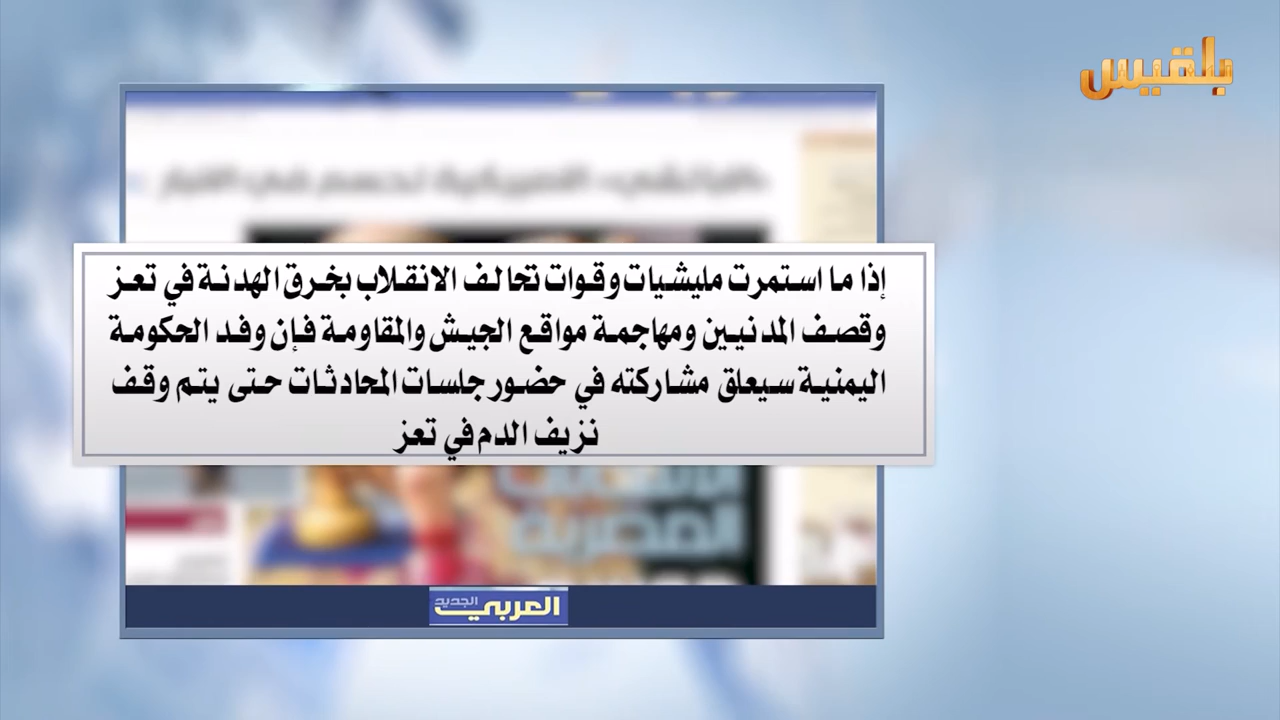 بلقيس
إذا ما استمرت مليشيات وقوات تحالف الانقلاب بخرق الهدنة في تعز
وقصف المدنيين ومهاجمة مواقع الجيش والمقاومة فإن وفد الحكومة
اليمنية سيعلق مشاركته في حضور جلسات المحادثات حتى يتم وقف
نزيف الدم في تعز
المصرية
العربي الجديد